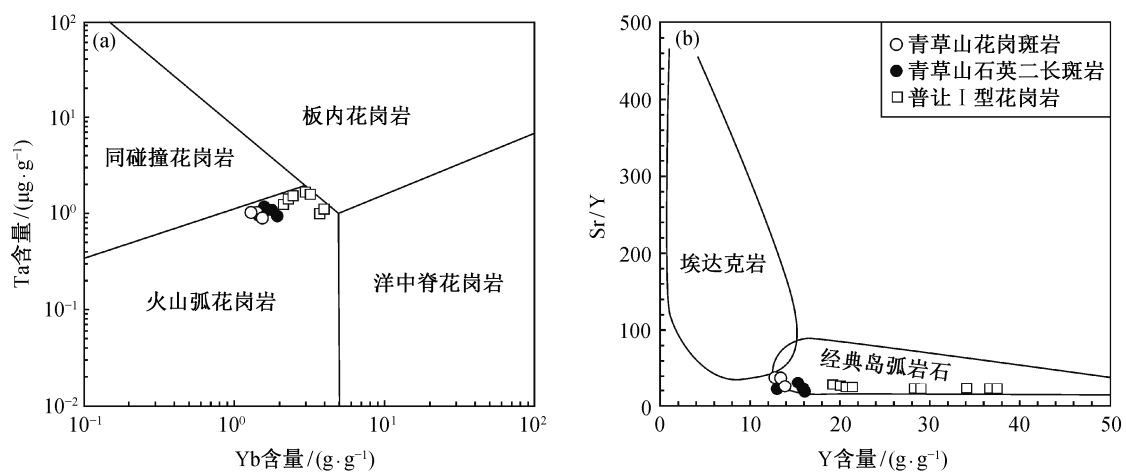 (a)
10²
10¹
10⁰
10⁻¹
10⁻²
Ta含量/(μg·g⁻¹)
板内花岗岩
同碰撞花岗岩
火山弧花岗岩
洋中脊花岗岩
10⁻¹
10⁰
10¹
10²
Yb含量/(g·g⁻¹)
(b)
500
400
300
200
100
0
Sr/Y
青草山花岗斑岩
青草山石英二长斑岩
普让Ⅰ型花岗岩
埃达克岩
经典岛弧岩石
0
10
20
30
40
50
Y含量/(g·g⁻¹)